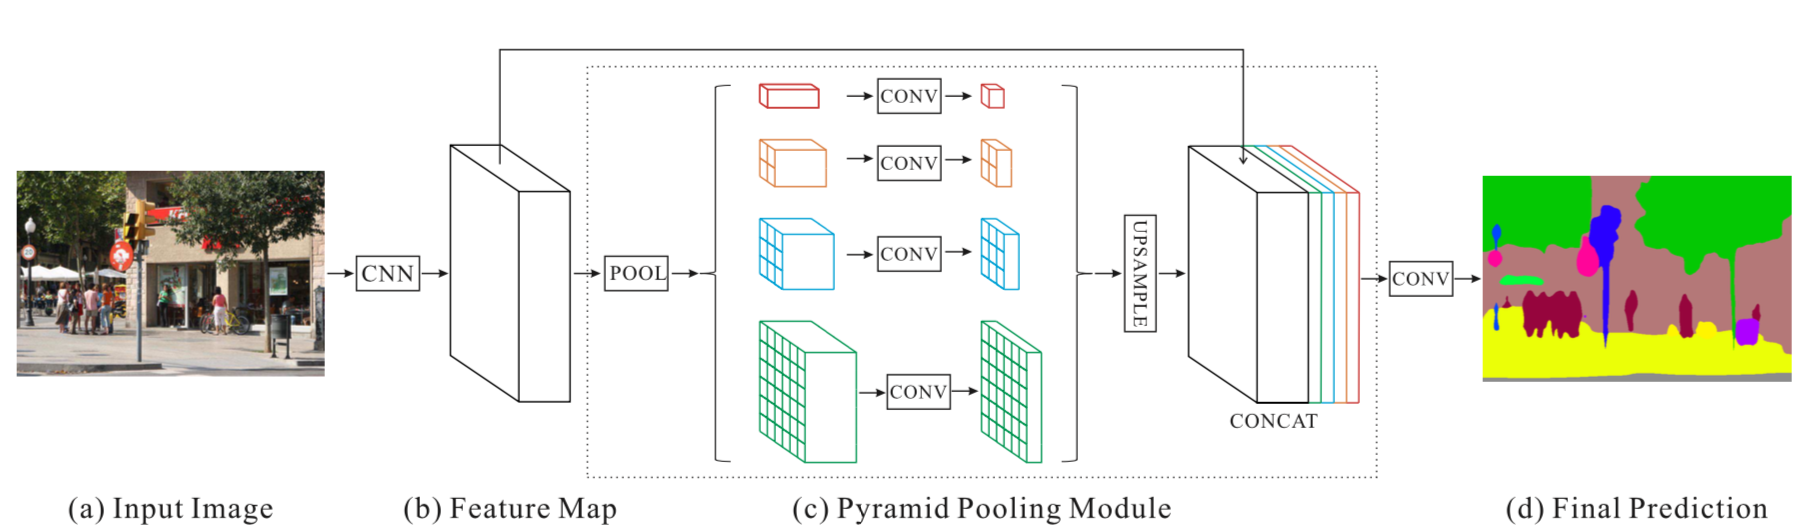 CNN
POOL
CONV
CONV
CONV
CONV
UPSAMPLE
CONCAT
CONV
(a) Input Image
(b) Feature Map
(c) Pyramid Pooling Module
(d) Final Prediction